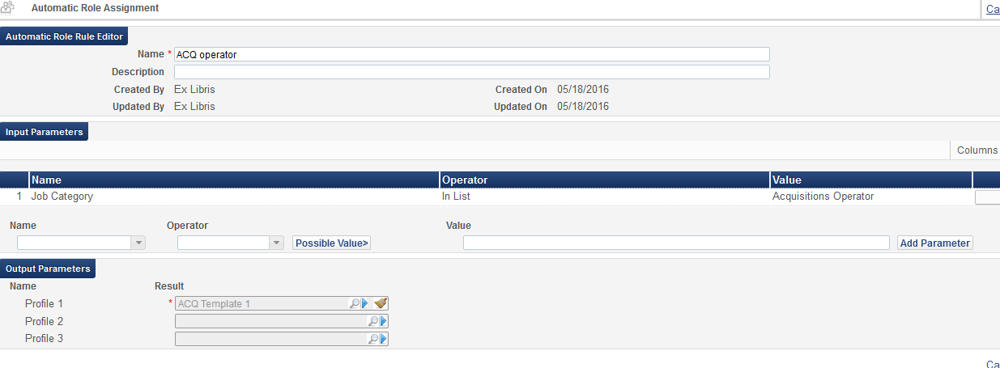 Automatic Role Assignment
Ca
Automatic Role Rule Editor
Name * ACQ operator
Description
Created By Ex Libris Created On 05/18/2016
Updated By Ex Libris Updated On 05/18/2016
Input Parameters
Columns
Name Operator Value
1 Job Category In List Acquisitions Operator
Name Operator Value
Possible Value> Add Parameter
Output Parameters
Name Result
Profile 1 * ACQ Template 1
Profile 2
Profile 3
Ca